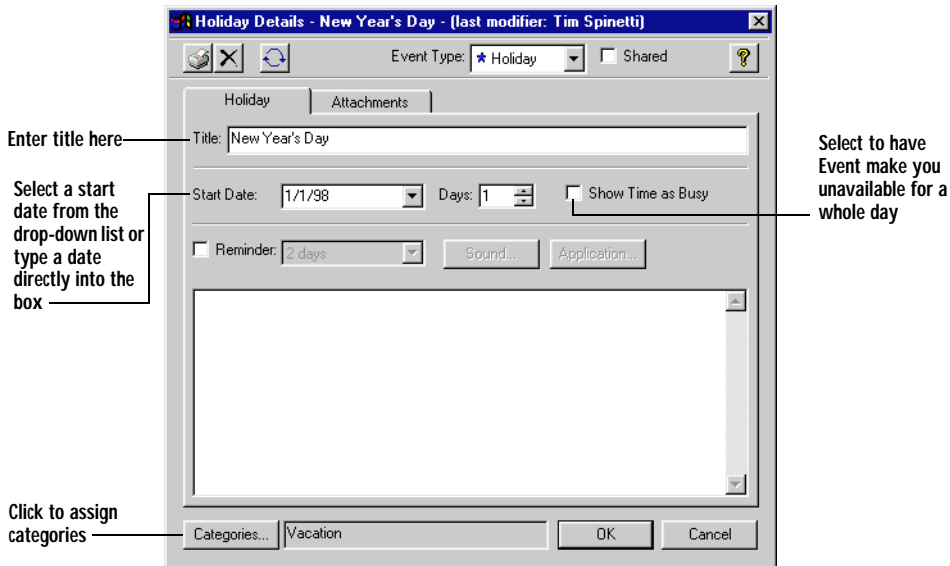 Holiday Details - New Year's Day - (last modifier: Tim Spinetti)
Event Type: Holiday
Shared
Holiday
Attachments
Enter title here
Title: New Year's Day
Select a start
date from the
drop-down list or
type a date
directly into the
box
Start Date: 1/1/98
Days: 1
Show Time as Busy
Select to have
Event make you
unavailable for a
whole day
Reminder: 2 days
Sound...
Application...
Click to assign
categories
Categories...
Vacation
OK
Cancel